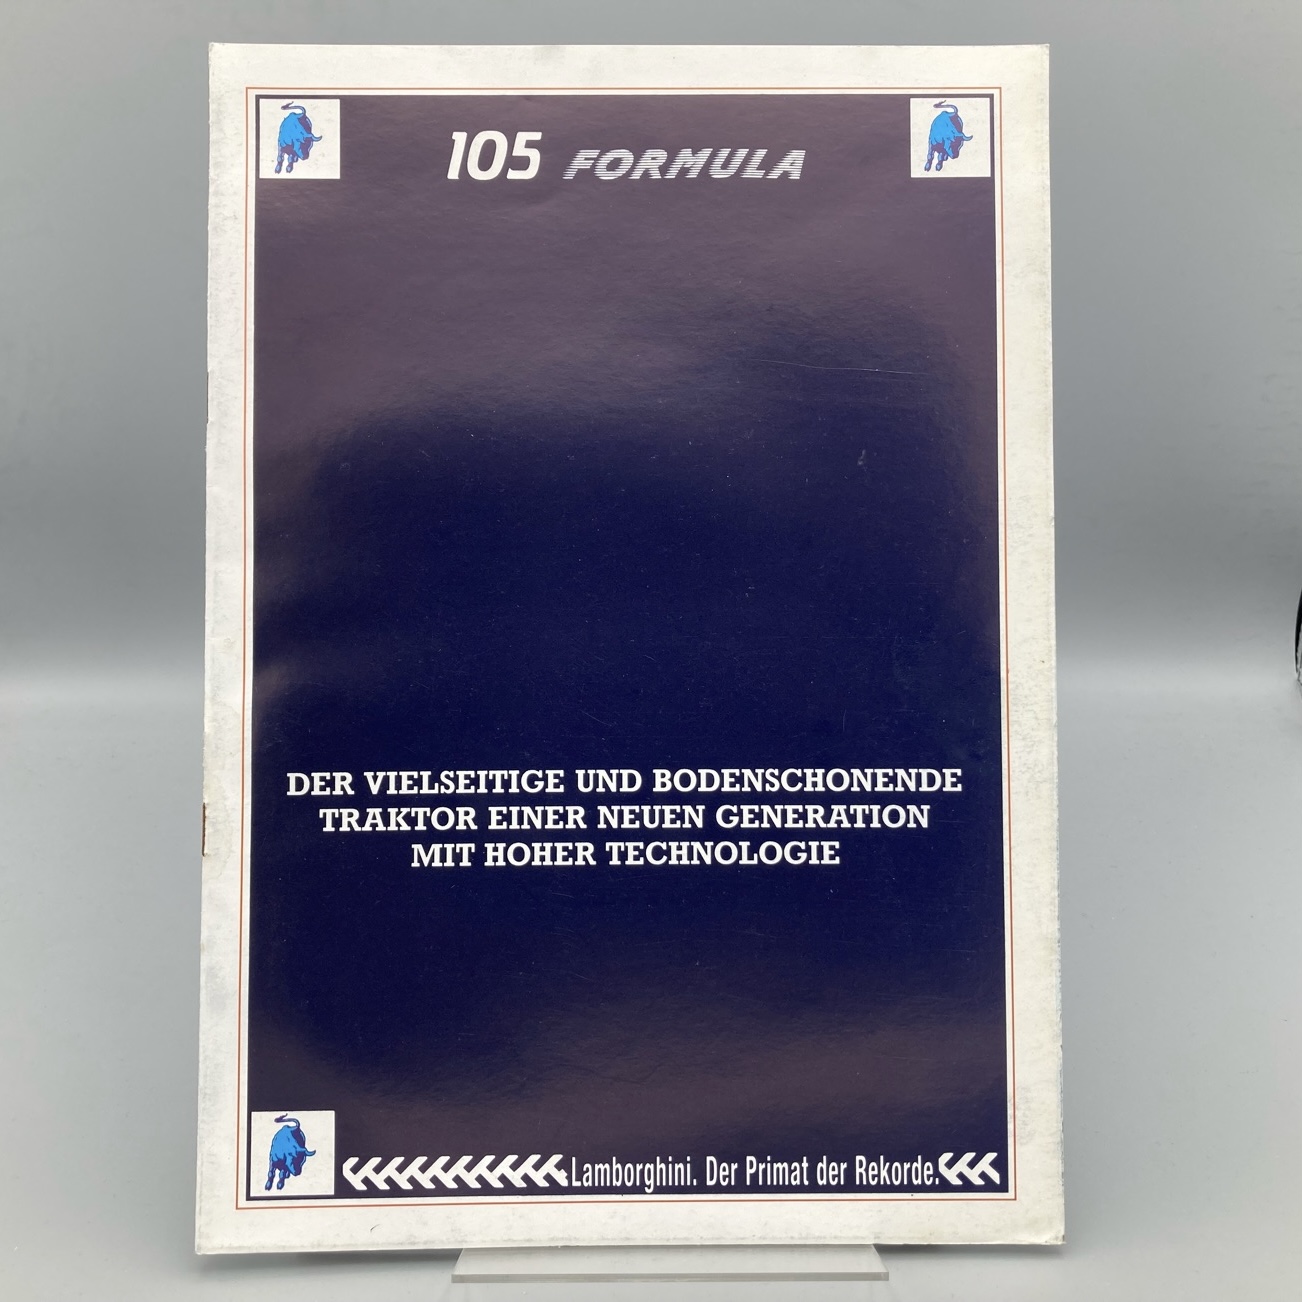 105 FORMULA
DER VIELSEITIGE UND BODENSCHONENDE
TRAKTOR EINER NEUEN GENERATION
MIT HOHER TECHNOLOGIE
Lamborghini. Der Primat der Rekorde.